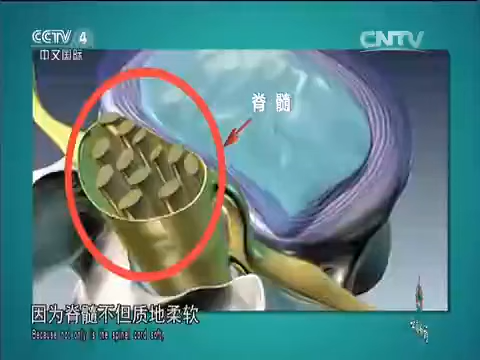 CCTV 4
中文国际
CNTV
脊髓
因为脊髓不但质地柔软
Because not only is the spinal cord soft,